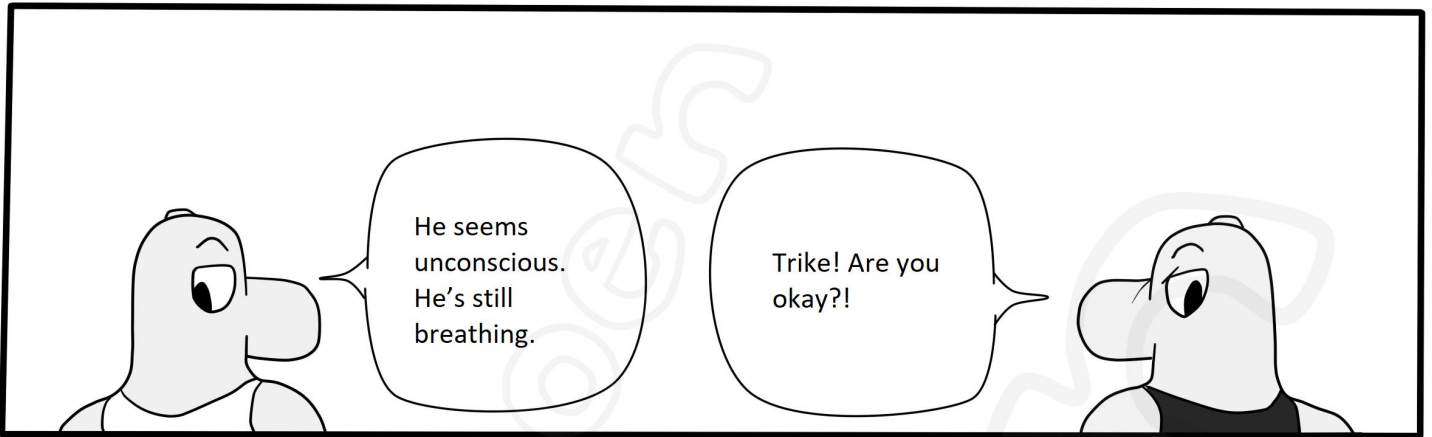 He seems
unconscious.
He’s still
breathing.
Trike! Are you
okay?!